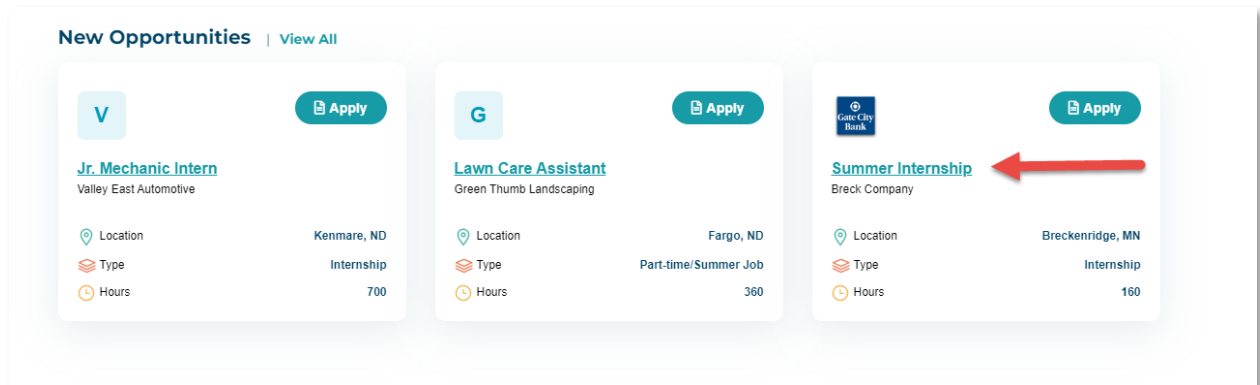 New Opportunities | View All
V
Apply
Jr. Mechanic Intern
Valley East Automotive
Location Kenmare, ND
Type Internship
Hours 700
G
Apply
Lawn Care Assistant
Green Thumb Landscaping
Location Fargo, ND
Type Part-time/Summer Job
Hours 360
Gate City
Bank
Apply
Summer Internship
Breck Company
Location Breckenridge, MN
Type Internship
Hours 160